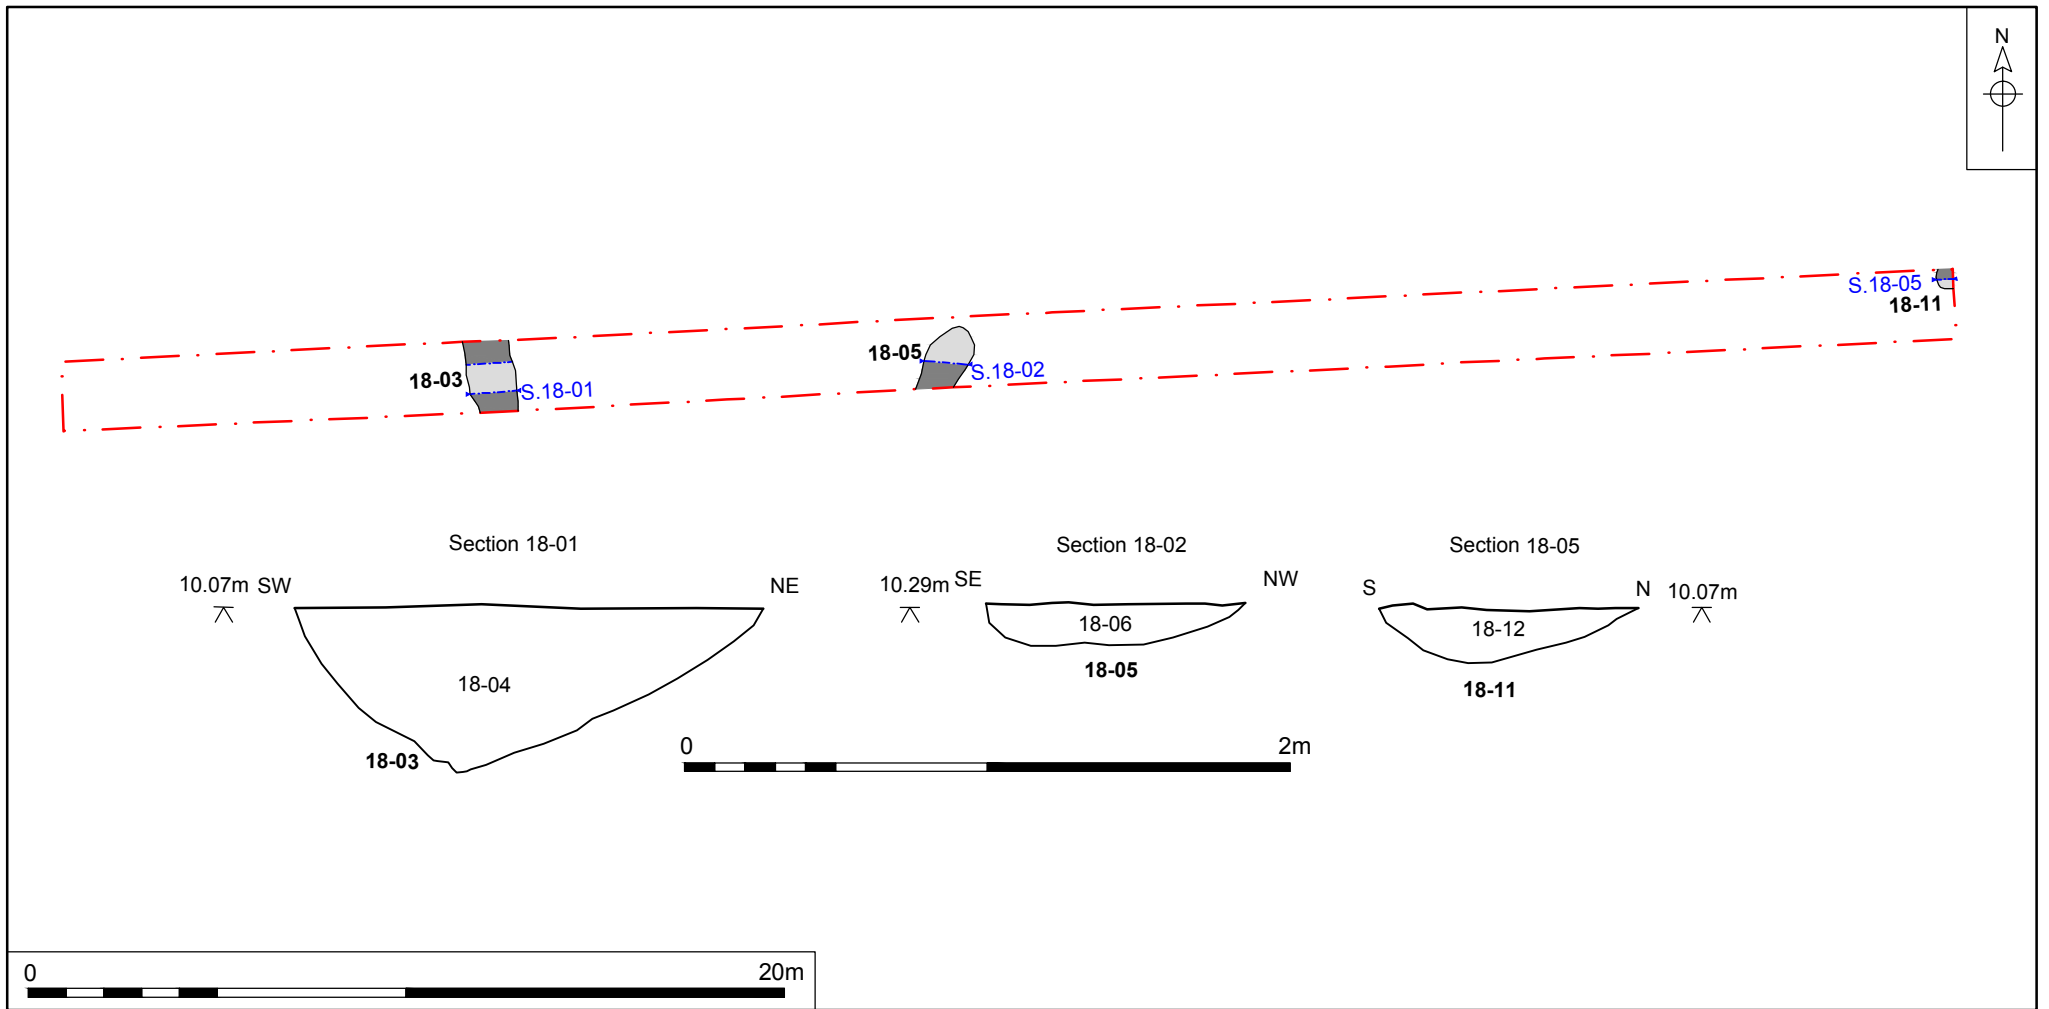 N
S.18-05
18-11
18-05
S.18-02
18-03
S.18-01
Section 18-01
Section 18-02
Section 18-05
10.07m SW
NE
10.29m SE
NW
S
N 10.07m
18-04
18-06
18-12
18-03
18-05
18-11
0
2m
0
20m